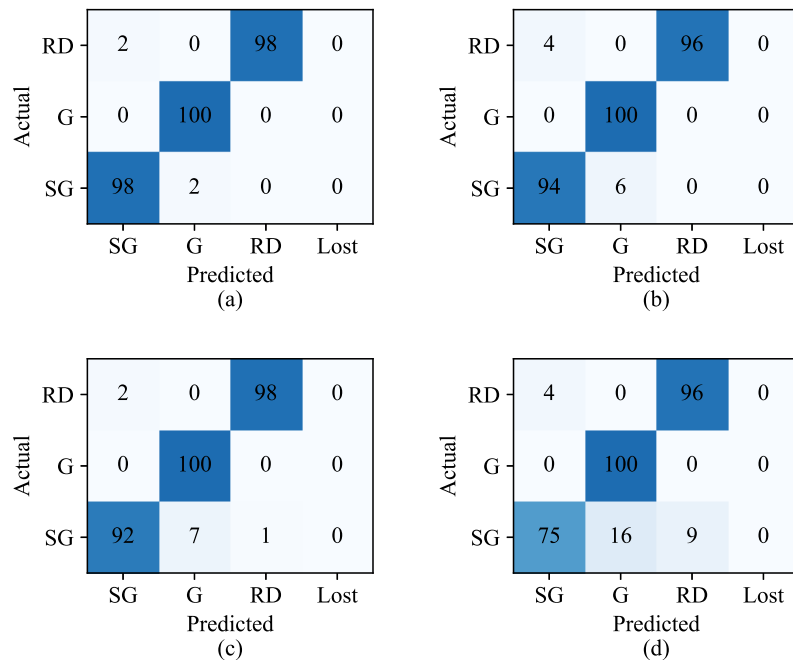 RD 2 0 98 0
G 0 100 0 0
SG 98 2 0 0
SG G RD Lost
Actual
Predicted
(a)
RD 4 0 96 0
G 0 100 0 0
SG 94 6 0 0
SG G RD Lost
Actual
Predicted
(b)
RD 2 0 98 0
G 0 100 0 0
SG 92 7 1 0
SG G RD Lost
Actual
Predicted
(c)
RD 4 0 96 0
G 0 100 0 0
SG 75 16 9 0
SG G RD Lost
Actual
Predicted
(d)